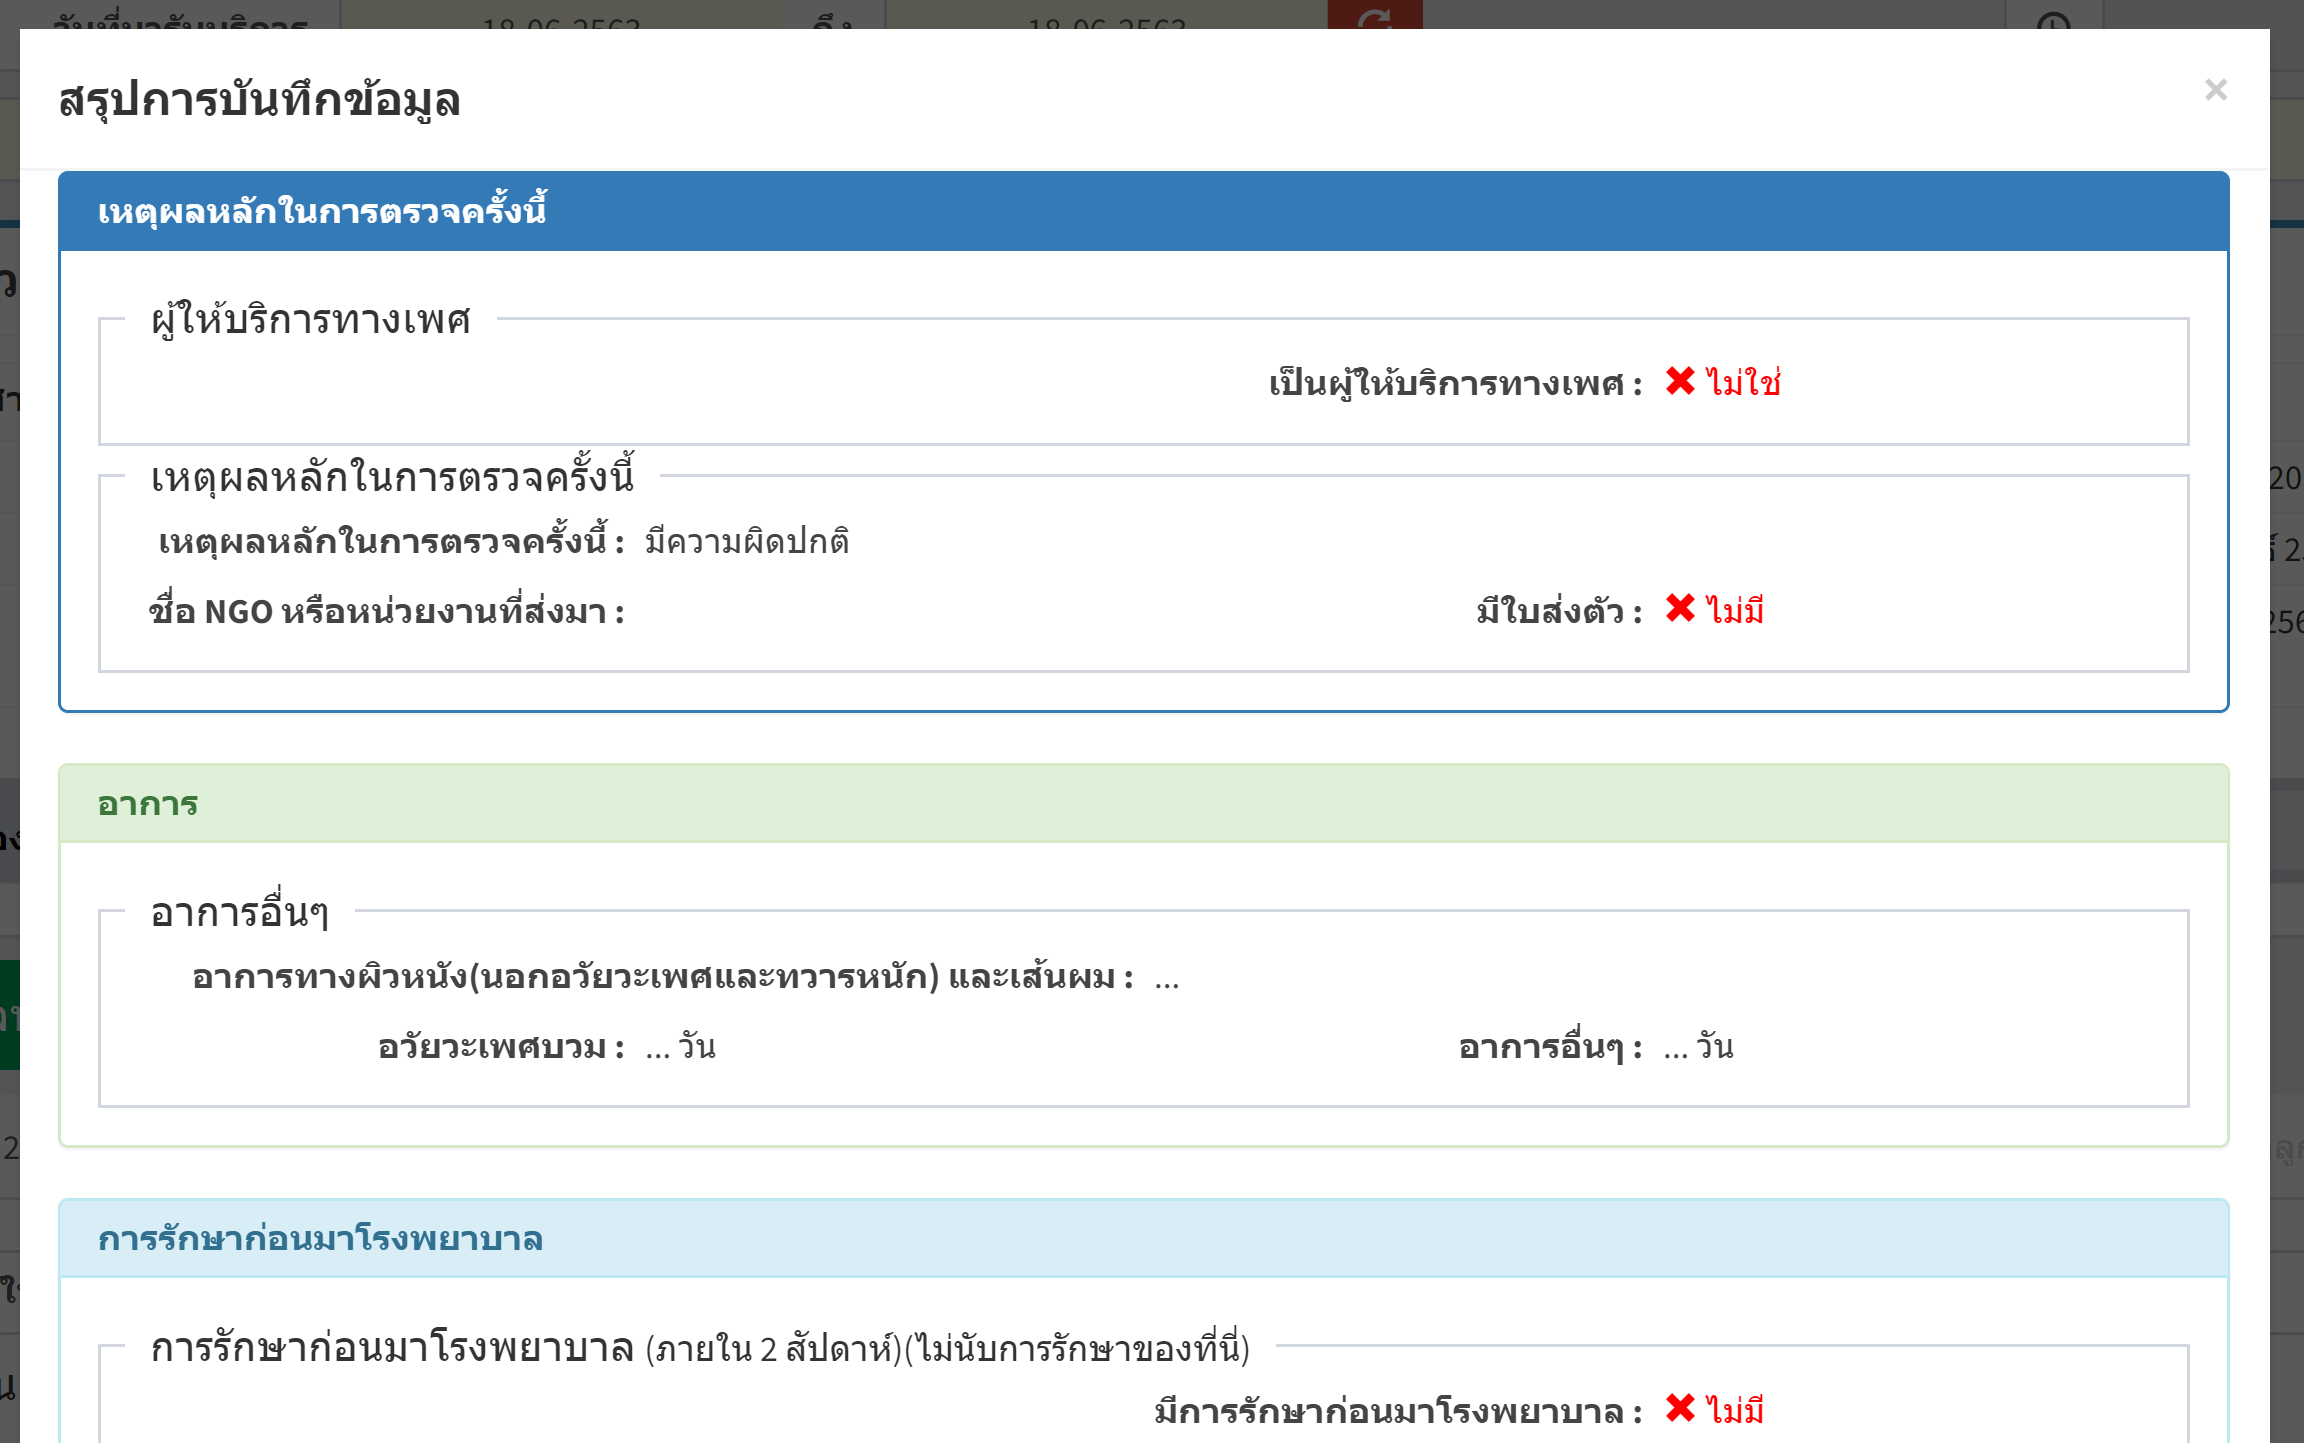 สรุปการบันทึกข้อมูล ×
เหตุผลหลักในการตรวจครั้งนี้
ผู้ให้บริการทางเพศ
เป็นผู้ให้บริการทางเพศ : ✖ ไม่ใช่
เหตุผลหลักในการตรวจครั้งนี้
เหตุผลหลักในการตรวจครั้งนี้ : มีความผิดปกติ
ชื่อ NGO หรือหน่วยงานที่ส่งมา : มีใบส่งตัว : ✖ ไม่มี
อาการ
อาการอื่นๆ
อาการทางผิวหนัง(นอกอวัยวะเพศและทวารหนัก) และเส้นผม : ...
อวัยวะเพศบวม : ... วัน อาการอื่นๆ : ... วัน
การรักษาก่อนมาโรงพยาบาล
การรักษาก่อนมาโรงพยาบาล (ภายใน 2 สัปดาห์)(ไม่นับการรักษาของที่นี่)
มีการรักษาก่อนมาโรงพยาบาล : ✖ ไม่มี